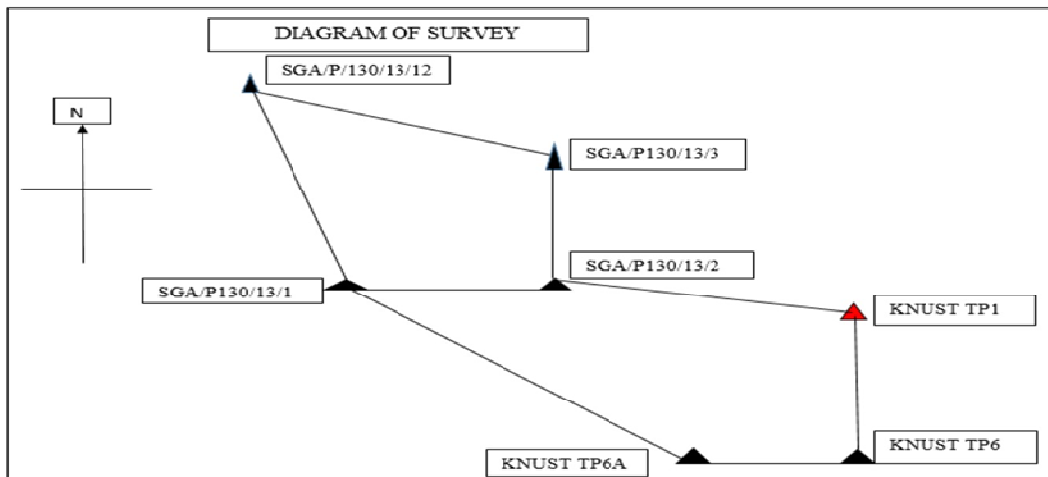 DIAGRAM OF SURVEY
SGA/P/130/13/12
N
SGA/P130/13/3
SGA/P130/13/2
SGA/P130/13/1
KNUST TP1
KNUST TP6A
KNUST TP6